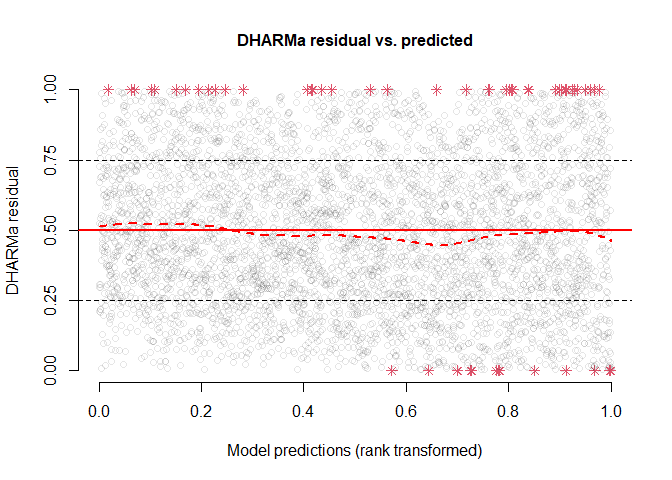 DHARMa residual vs. predicted
DHARMa residual
1.00
0.75
0.50
0.25
0.00
0.0 0.2 0.4 0.6 0.8 1.0
Model predictions (rank transformed)